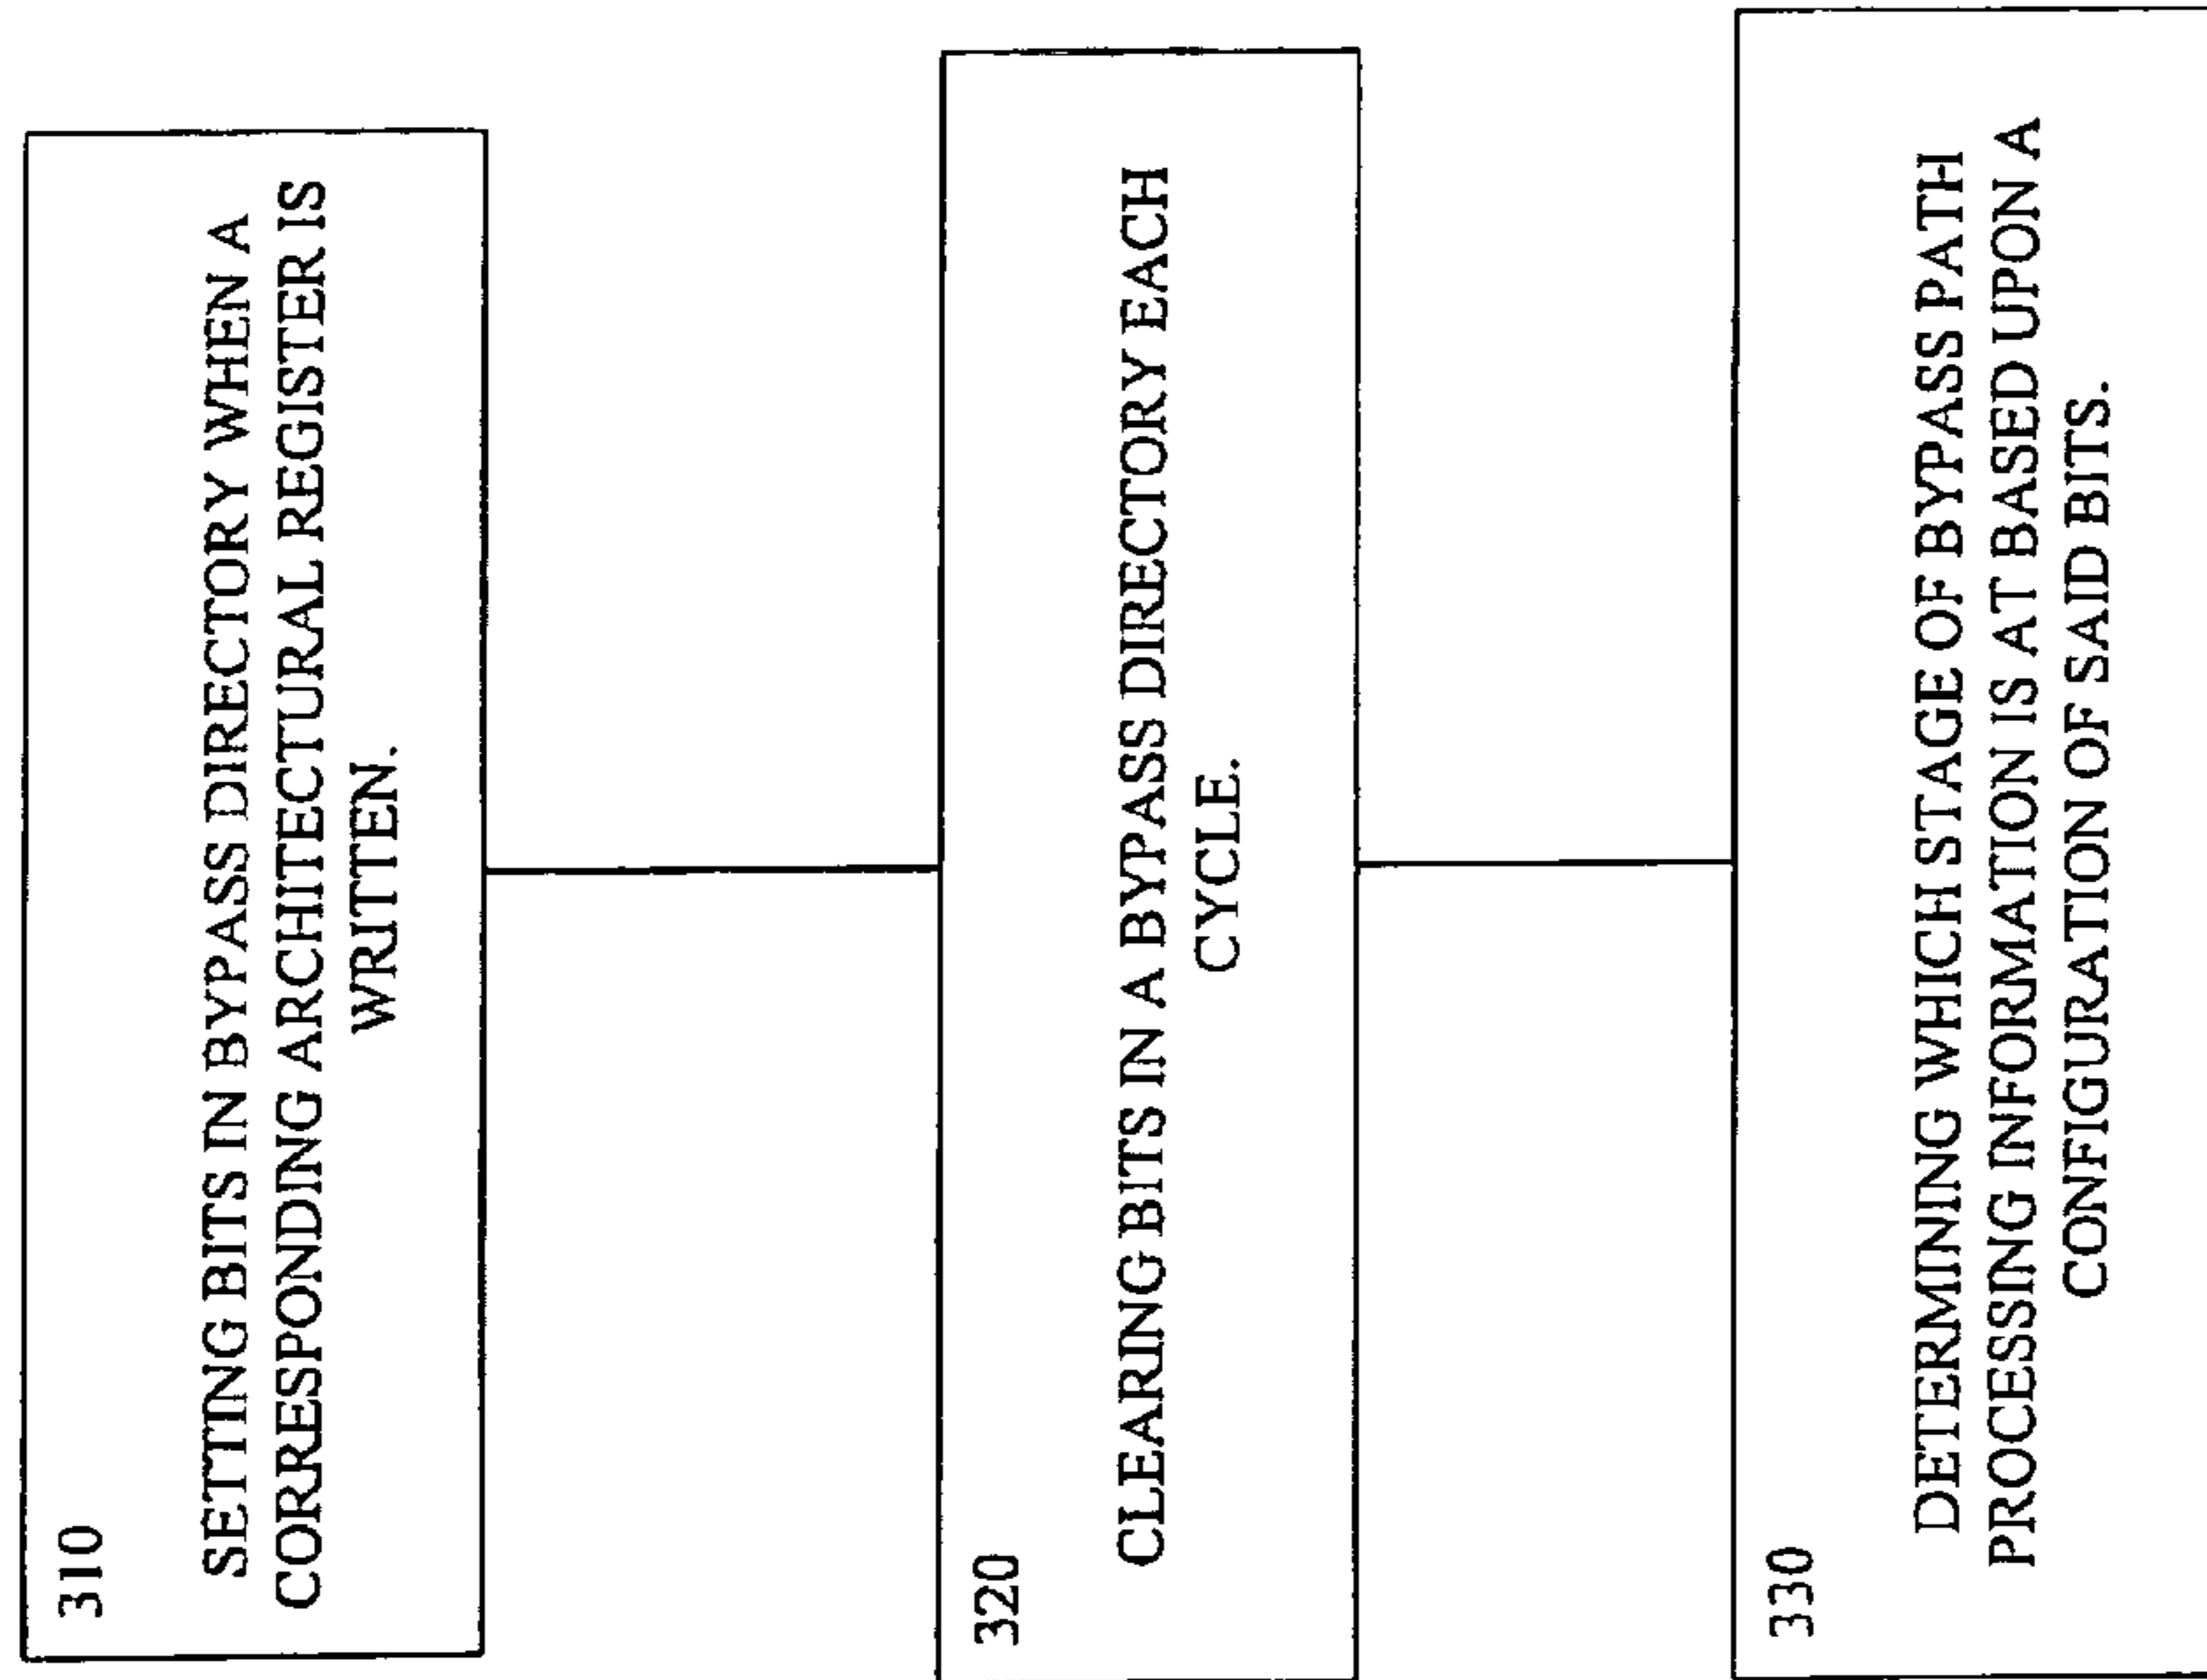 310
SETTING BITS IN BYPASS DIRECTORY WHEN A
CORRESPONDING ARCHITECTURAL REGISTER IS
WRITTEN.
320
CLEARING BITS IN A BYPASS DIRECTORY EACH
CYCLE.
330
DETERMINING WHICH STAGE OF BYPASS PATH
PROCESSING INFORMATION IS AT BASED UPON A
CONFIGURATION OF SAID BITS.